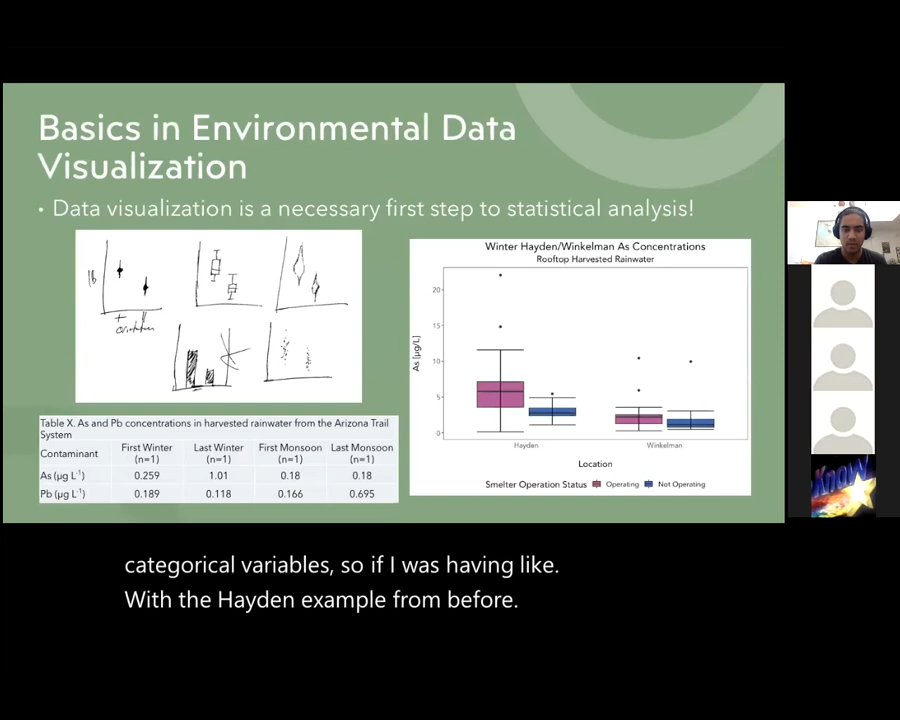 Basics in Environmental Data
Visualization
• Data visualization is a necessary first step to statistical analysis!
Pb
+
Winter Hayden/Winkelman As Concentrations
Rooftop Harvested Rainwater
As [µg/L]
20
15
10
5
0
Hayden
Winkelman
Location
Smelter Operation Status
Operating
Not Operating
Table X. As and Pb concentrations in harvested rainwater from the Arizona Trail
System
Contaminant First Winter (n=1) Last Winter (n=1) First Monsoon (n=1) Last Monsoon (n=1)
As (µg L⁻¹) 0.259 1.01 0.18 0.18
Pb (µg L⁻¹) 0.189 0.118 0.166 0.695
Know
categorical variables, so if I was having like.
With the Hayden example from before.